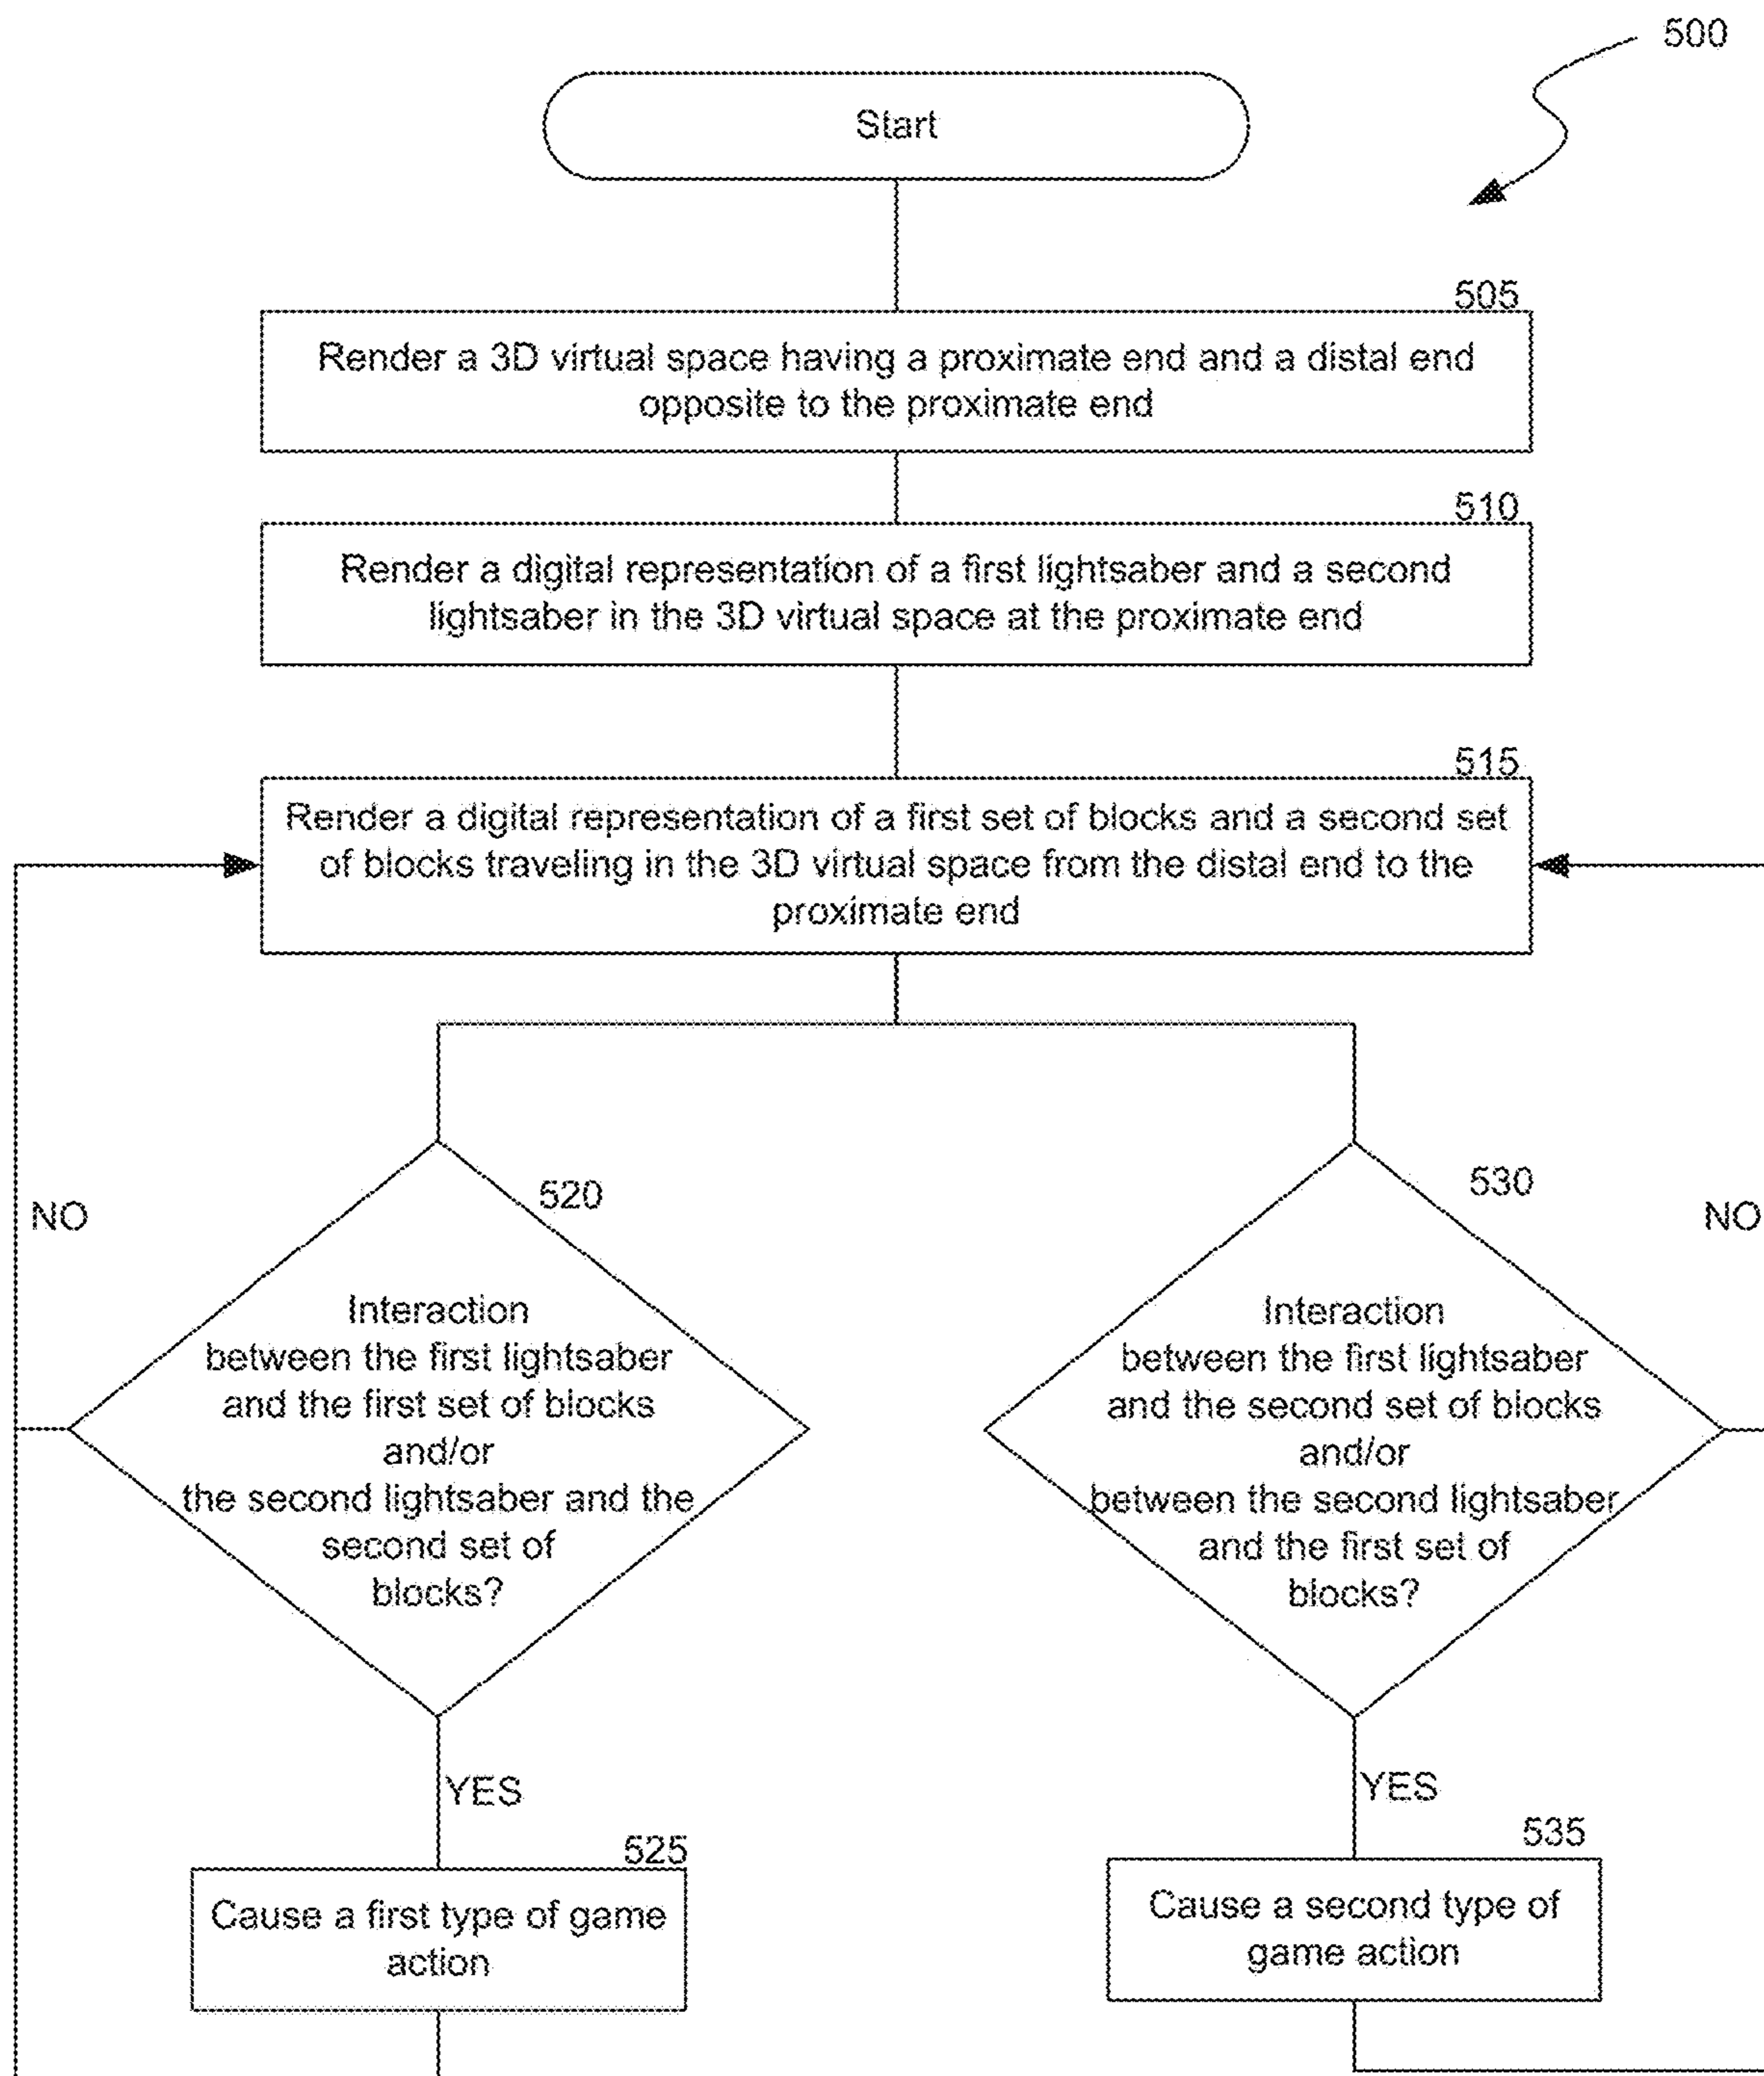 500
Start
505
Render a 3D virtual space having a proximate end and a distal end
opposite to the proximate end
510
Render a digital representation of a first lightsaber and a second
lightsaber in the 3D virtual space at the proximate end
515
Render a digital representation of a first set of blocks and a second set
of blocks traveling in the 3D virtual space from the distal end to the
proximate end
NO
520
Interaction
between the first lightsaber
and the first set of blocks
and/or
the second lightsaber and the
second set of
blocks?
530
NO
Interaction
between the first lightsaber
and the second set of blocks
and/or
between the second lightsaber
and the first set of
blocks?
YES
525
Cause a first type of game
action
YES
535
Cause a second type of
game action